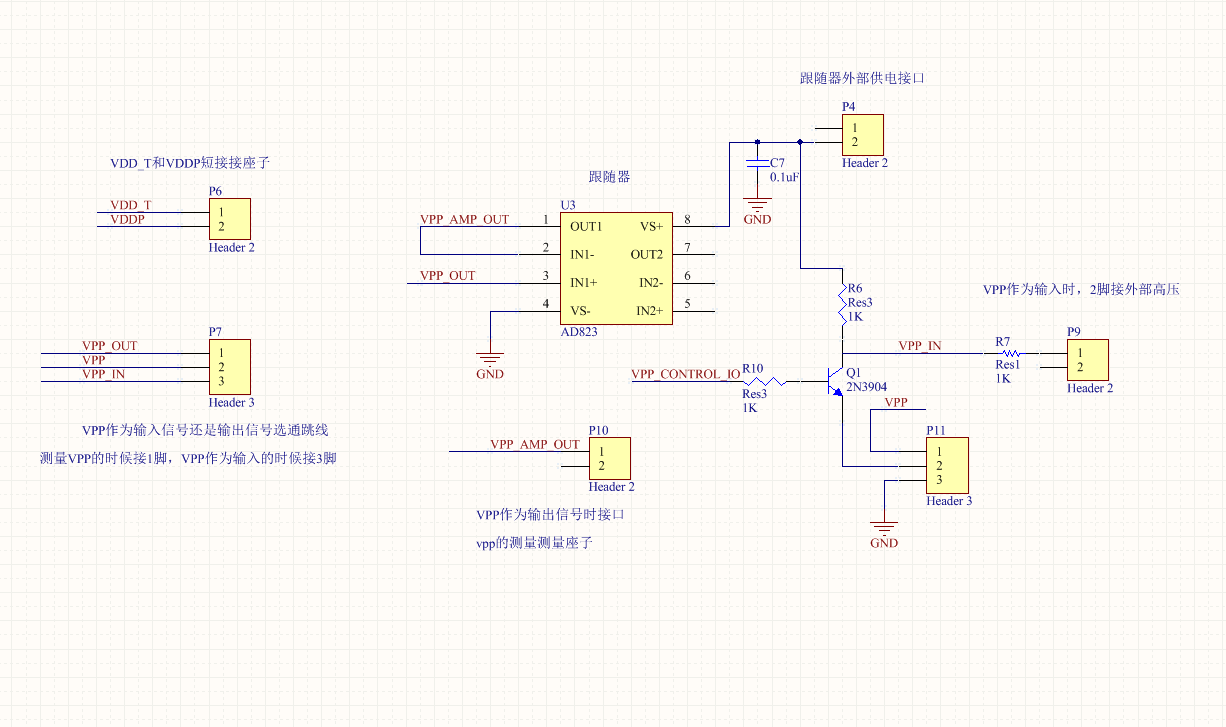 跟随器外部供电接口
P4
1
2
Header 2
C7
0.1uF
GND
VDD_T和VDDP短接接座子
P6
VDD_T
1
VDDP
2
Header 2
跟随器
U3
VPP_AMP_OUT
1
OUT1
VS+
8
2
IN1-
OUT2
7
VPP_OUT
3
IN1+
IN2-
6
4
VS-
IN2+
5
AD823
GND
R6
Res3
1K
VPP作为输入时，2脚接外部高压
P7
VPP_OUT
1
VPP
2
VPP_IN
3
Header 3
VPP作为输入信号还是输出信号选通跳线
测量VPP的时候接1脚，VPP作为输入的时候接3脚
VPP_IN
R7
Res1
1K
P9
1
2
Header 2
VPP_CONTROL_IO
R10
Res3
1K
Q1
2N3904
VPP
P11
1
2
3
Header 3
GND
P10
VPP_AMP_OUT
1
2
Header 2
VPP作为输出信号时接口
vpp的测量测量座子